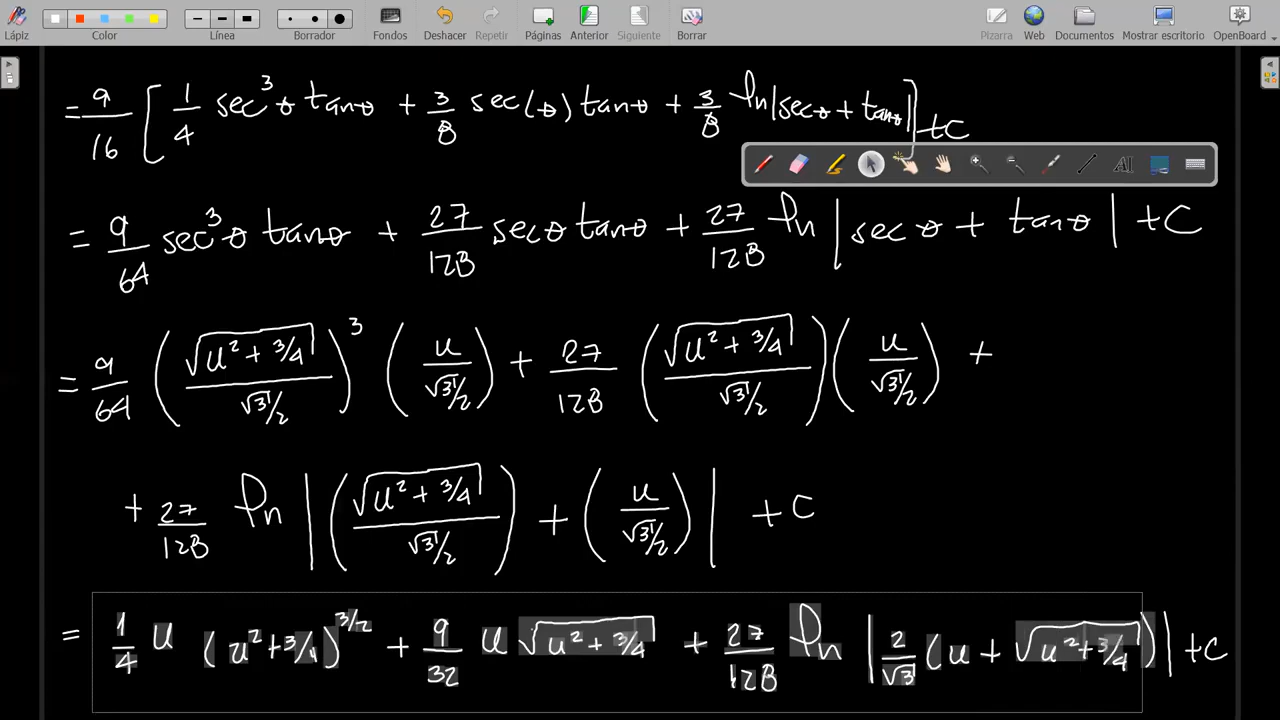 Lápiz Color Línea Borrador Fondos Deshacer Repetir Páginas Anterior Siguiente Borrar Pizarra Web Documentos Mostrar escritorio OpenBoard
= 9/16 [ 1/4 sec³θ tanθ + 3/8 sec(θ) tanθ + 3/8 ln|secθ + tanθ| ] + C
= 9/64 sec³θ tanθ + 27/128 secθ tanθ + 27/128 ln |secθ + tanθ| + C
= 9/64 (√(u² + 3/4) / (√3/2))³ (u / (√3/2)) + 27/128 (√(u² + 3/4) / (√3/2)) (u / (√3/2)) +
+ 27/128 ln |(√(u² + 3/4) / (√3/2)) + (u / (√3/2))| + C
= 1/4 u (u² + 3/4)^(3/2) + 9/32 u √(u² + 3/4) + 27/128 ln |2/√3 (u + √(u² + 3/4))| + C